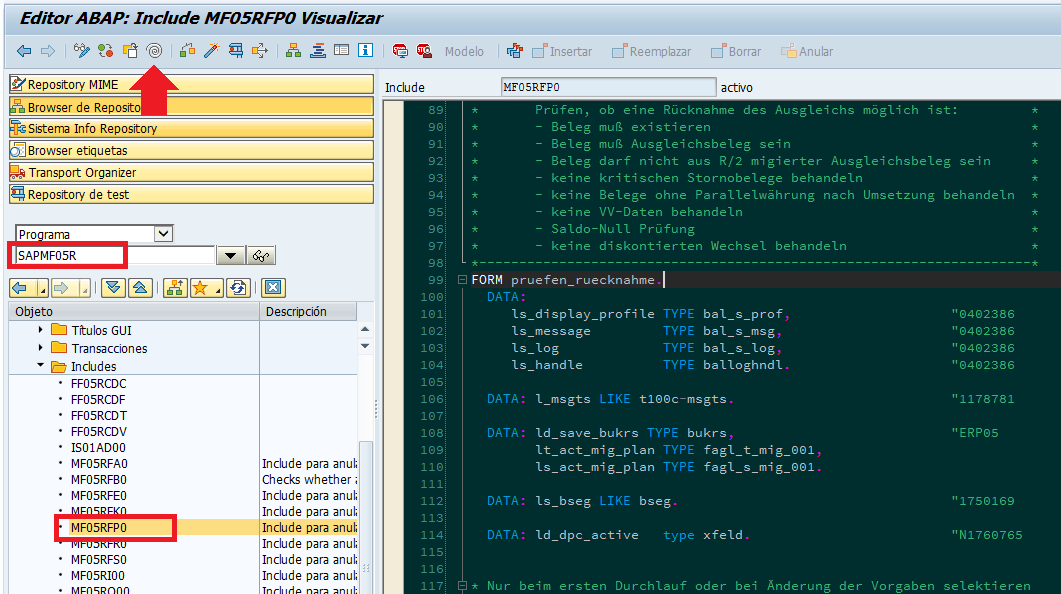 Editor ABAP: Include MF05RFP0 Visualizar
Modelo Insertar Reemplazar Borrar Anular
Repository MIME
Browser de Reposito
Sistema Info Repository
Browser etiquetas
Transport Organizer
Repository de test
Programa
SAPMF05R
Objeto Descripción
Títulos GUI
Transacciones
Includes
FF05RCDC
FF05RCDF
FF05RCDT
FF05RCDV
IS01AD00
MF05RFA0 Include para anula
MF05RFB0 Checks whether a
MF05RFE0 Include para anula
MF05RFK0 Include para anula
MF05RFP0 Include para anula
MF05RFR0 Include para anula
MF05RFS0 Include para anula
MF05RI00 Include para anula
MF05RO00 Include para anula
Include MF05RFP0 activo
89 * Prüfen, ob eine Rücknahme des Ausgleichs möglich ist: *
90 * - Beleg muß existieren *
91 * - Beleg muß Ausgleichsbeleg sein *
92 * - Beleg darf nicht aus R/2 migierter Ausgleichsbeleg sein *
93 * - keine kritischen Stornobelege behandeln *
94 * - keine Belege ohne Parallelwährung nach Umsetzung behandeln *
95 * - keine VV-Daten behandeln *
96 * - Saldo-Null Prüfung *
97 * - keine diskontierten Wechsel behandeln *
98 *----------------------------------------------------------------------*
99 FORM pruefen_ruecknahme.
100 DATA:
101 ls_display_profile TYPE bal_s_prof, "0402386
102 ls_message TYPE bal_s_msg, "0402386
103 ls_log TYPE bal_s_log, "0402386
104 ls_handle TYPE balloghndl. "0402386
105
106 DATA: l_msgts LIKE t100c-msgts. "1178781
107
108 DATA: ld_save_bukrs TYPE bukrs, "ERP05
109 lt_act_mig_plan TYPE fagl_t_mig_001,
110 ls_act_mig_plan TYPE fagl_s_mig_001.
111
112 DATA: ls_bseg LIKE bseg. "1750169
113
114 DATA: ld_dpc_active type xfeld. "N1760765
115
116
117 * Nur beim ersten Durchlauf oder bei Änderung der Vorgaben selektieren